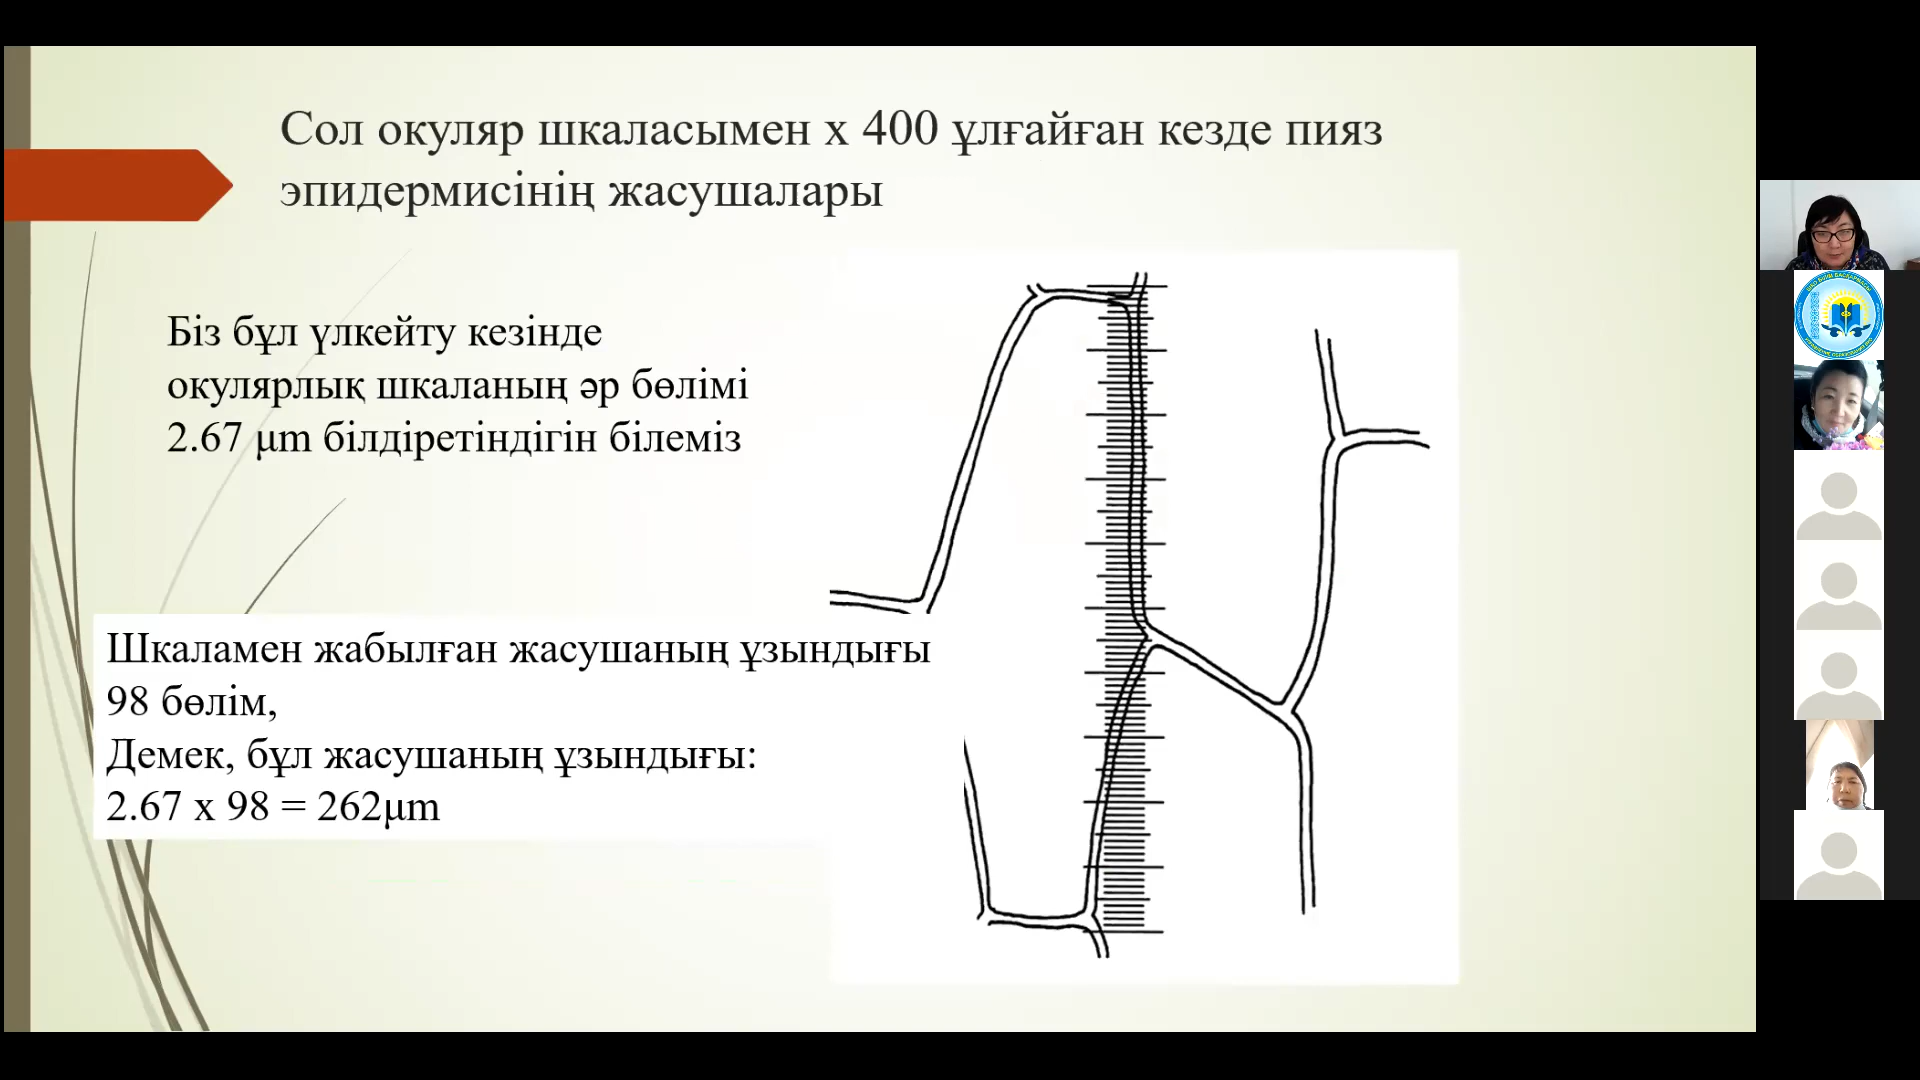 Сол окуляр шкаласымен х 400 ұлғайған кезде пияз
эпидермисінің жасушалары
Біз бұл үлкейту кезінде
окулярлық шкаланың әр бөлімі
2.67 μm білдіретіндігін білеміз
Шкаламен жабылған жасушаның ұзындығы
98 бөлім,
Демек, бұл жасушаның ұзындығы:
2.67 x 98 = 262μm